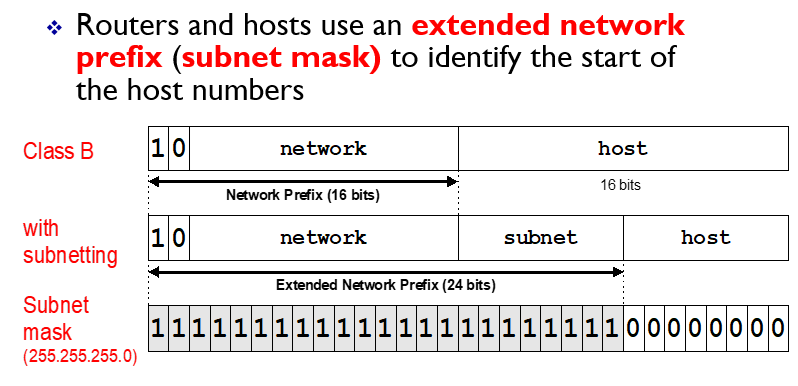 ❖ Routers and hosts use an extended network
prefix (subnet mask) to identify the start of
the host numbers
Class B
1 0 network host
Network Prefix (16 bits) 16 bits
with
subnetting
1 0 network subnet host
Extended Network Prefix (24 bits)
Subnet
mask
(255.255.255.0)
1 1 1 1 1 1 1 1 1 1 1 1 1 1 1 1 1 1 1 1 1 1 1 1 0 0 0 0 0 0 0 0